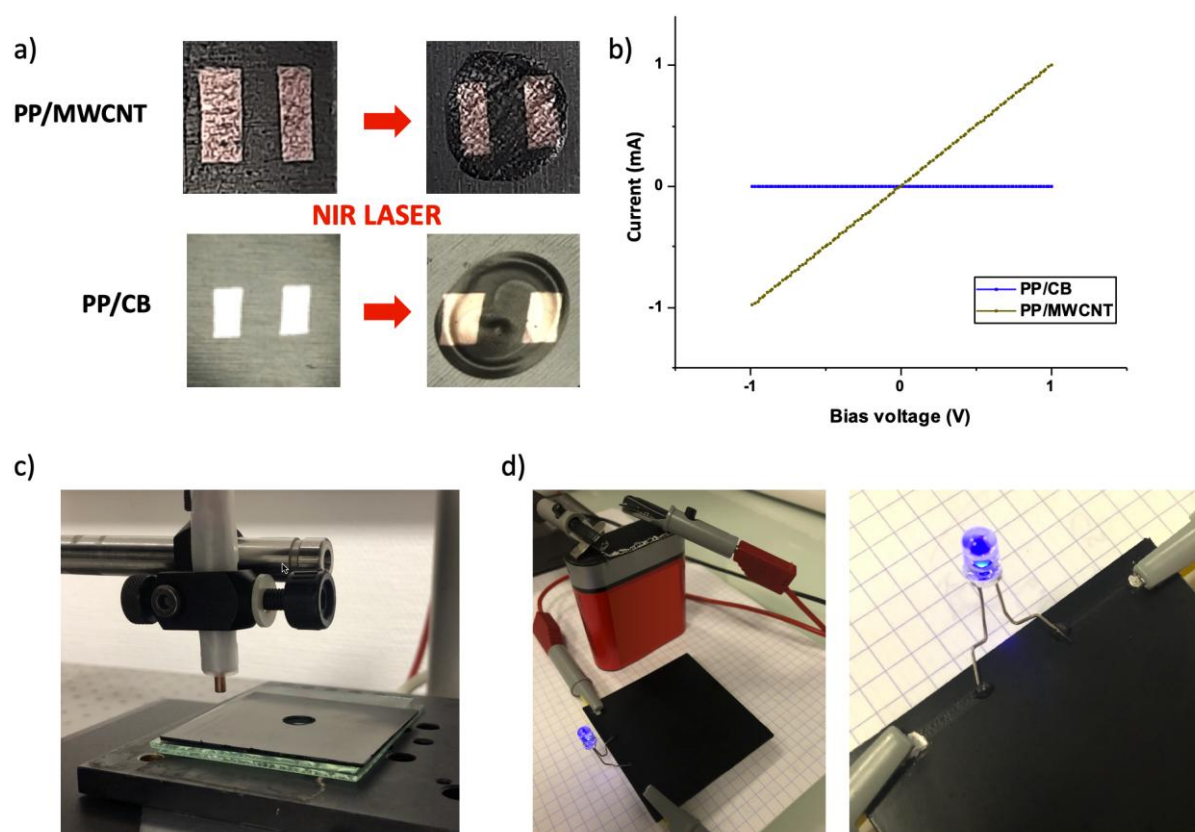 a)
PP/MWCNT
NIR LASER
PP/CB
b)
Current (mA)
1
0
-1
-1
0
1
Bias voltage (V)
PP/CB
PP/MWCNT
c)
d)